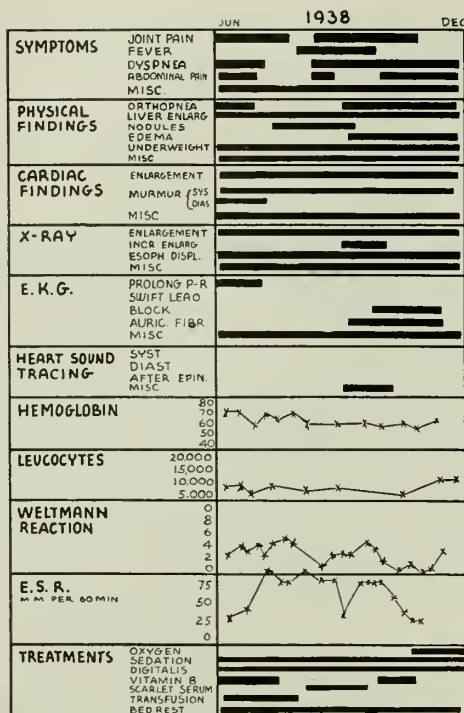 1938
JUN DEC
SYMPTOMS
JOINT PAIN
FEVER
DYSPNEA
ABDOMINAL PAIN
MISC.
PHYSICAL FINDINGS
ORTHOPNEA
LIVER ENLARG
NODULES
EDEMA
UNDERWEIGHT
MISC
CARDIAC FINDINGS
ENLARGEMENT
MURMUR { SYS
DIAS
MISC
X-RAY
ENLARGEMENT
INCR ENLARG
ESOPH DISPL.
MISC
E.K.G.
PROLONG P-R
SWIFT LEAD
BLOCK
AURIC. FIBR
MISC
HEART SOUND TRACING
SYST
DIAST
AFTER EPIN.
MISC
HEMOGLOBIN
80
70
60
50
40
LEUCOCYTES
20,000
15,000
10,000
5,000
WELTMANN REACTION
0
8
6
4
2
0
E.S.R.
MM. PER 60 MIN
75
50
25
0
TREATMENTS
OXYGEN
SEDATION
DIGITALIS
VITAMIN B
SCARLET SERUM
TRANSFUSION
BED REST